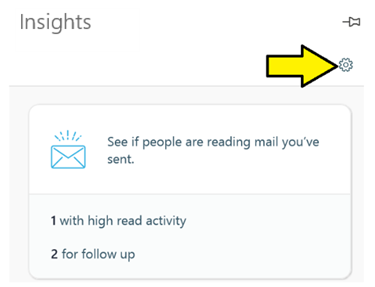 Insights
See if people are reading mail you've
sent.
1 with high read activity
2 for follow up